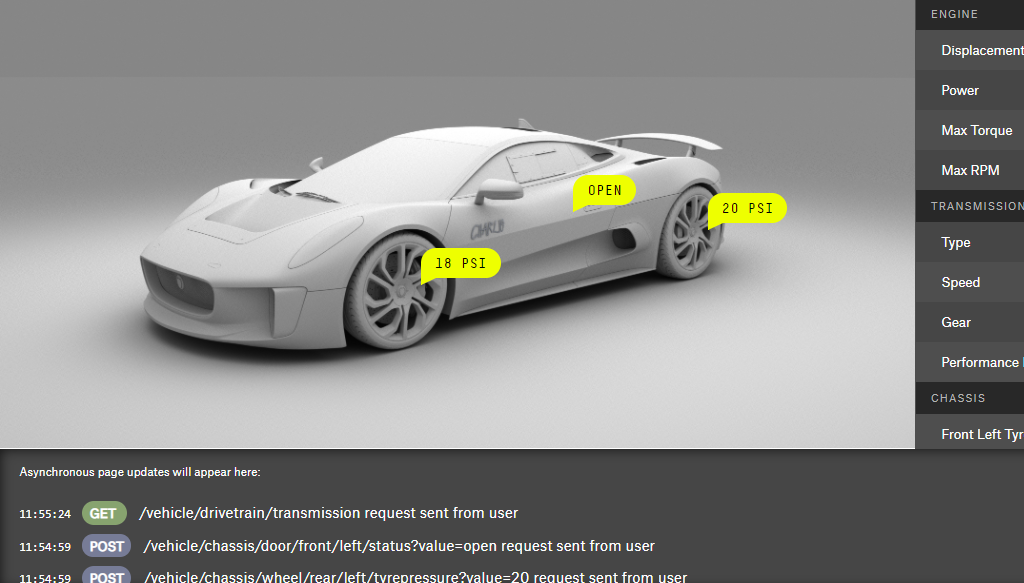 ENGINE
Displacement
Power
Max Torque
Max RPM
TRANSMISSION
Type
Speed
Gear
Performance
CHASSIS
Front Left Tyr
OPEN
20 PSI
18 PSI
Asynchronous page updates will appear here:
11:55:24 GET /vehicle/drivetrain/transmission request sent from user
11:54:59 POST /vehicle/chassis/door/front/left/status?value=open request sent from user
11:54:59 POST /vehicle/chassis/wheel/rear/left/tyrepressure?value=20 request sent from user